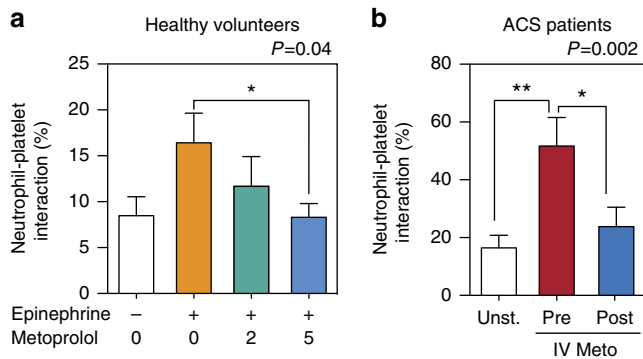 a
Healthy volunteers
P=0.04
Neutrophil-platelet
interaction (%)
25
20
15
10
5
0
*
Epinephrine – + + +
Metoprolol 0 0 2 5
b
ACS patients
P=0.002
Neutrophil-platelet
interaction (%)
80
60
40
20
0
** *
Unst. Pre Post
IV Meto